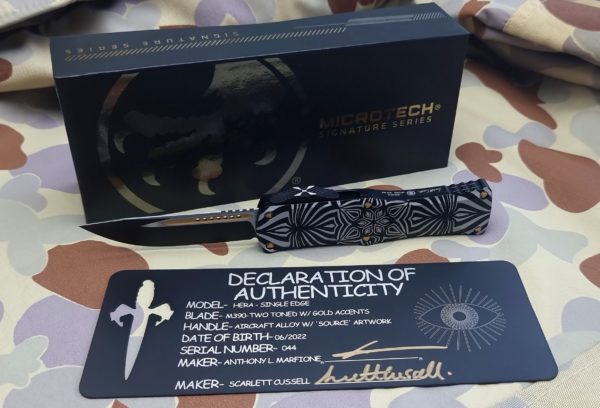 SIGNATURE SERIES
MICROTECH®
SIGNATURE SERIES
®
DECLARATION OF
AUTHENTICITY
MODEL- HERA - SINGLE EDGE
BLADE- M390-TWO TONED W/ GOLD ACCENTS
HANDLE- AIRCRAFT ALLOY W/ 'SOURCE' ARTWORK
DATE OF BIRTH- 06/2022
SERIAL NUMBER- 044
MAKER- ANTHONY L. MARFIONE
MAKER- SCARLETT CUSSELL